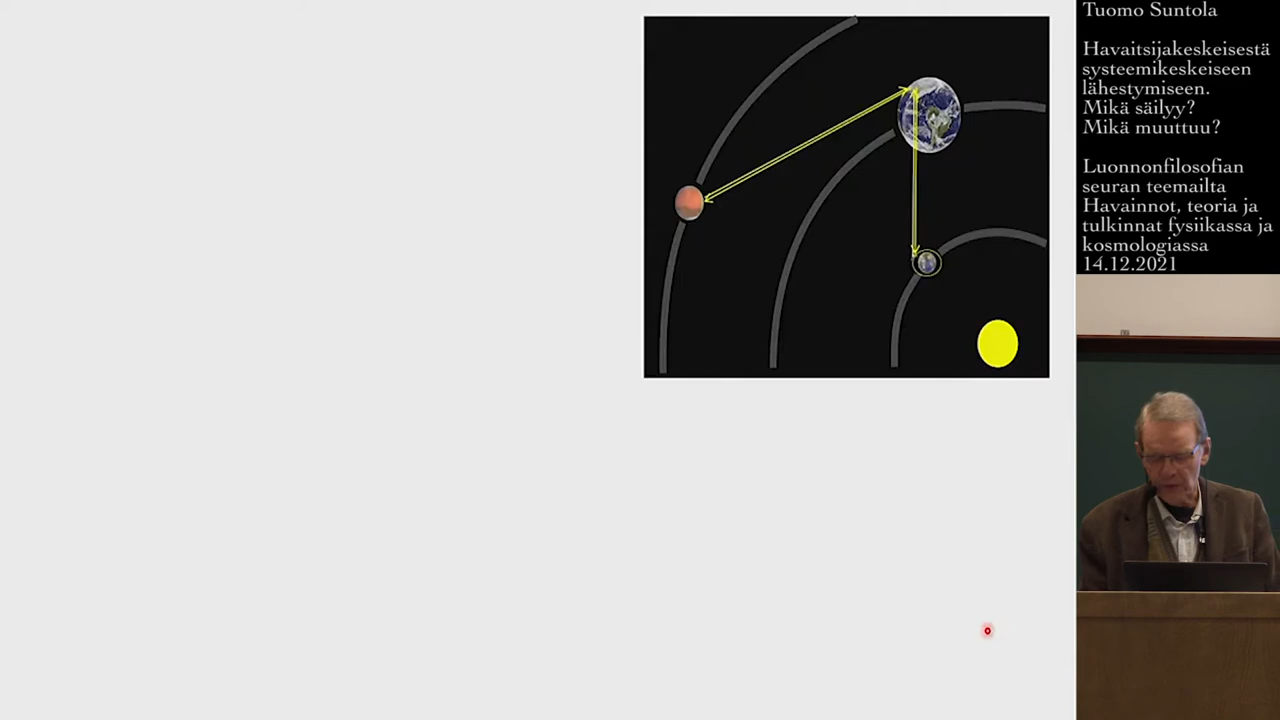 Tuomo Suntola
Havaitsijakeskeisestä
systeemikeskeiseen
lähestymiseen.
Mikä säilyy?
Mikä muuttuu?
Luonnonfilosofian
seuran teemailta
Havainnot, teoria ja
tulkinnat fysiikassa ja
kosmologiassa
14.12.2021